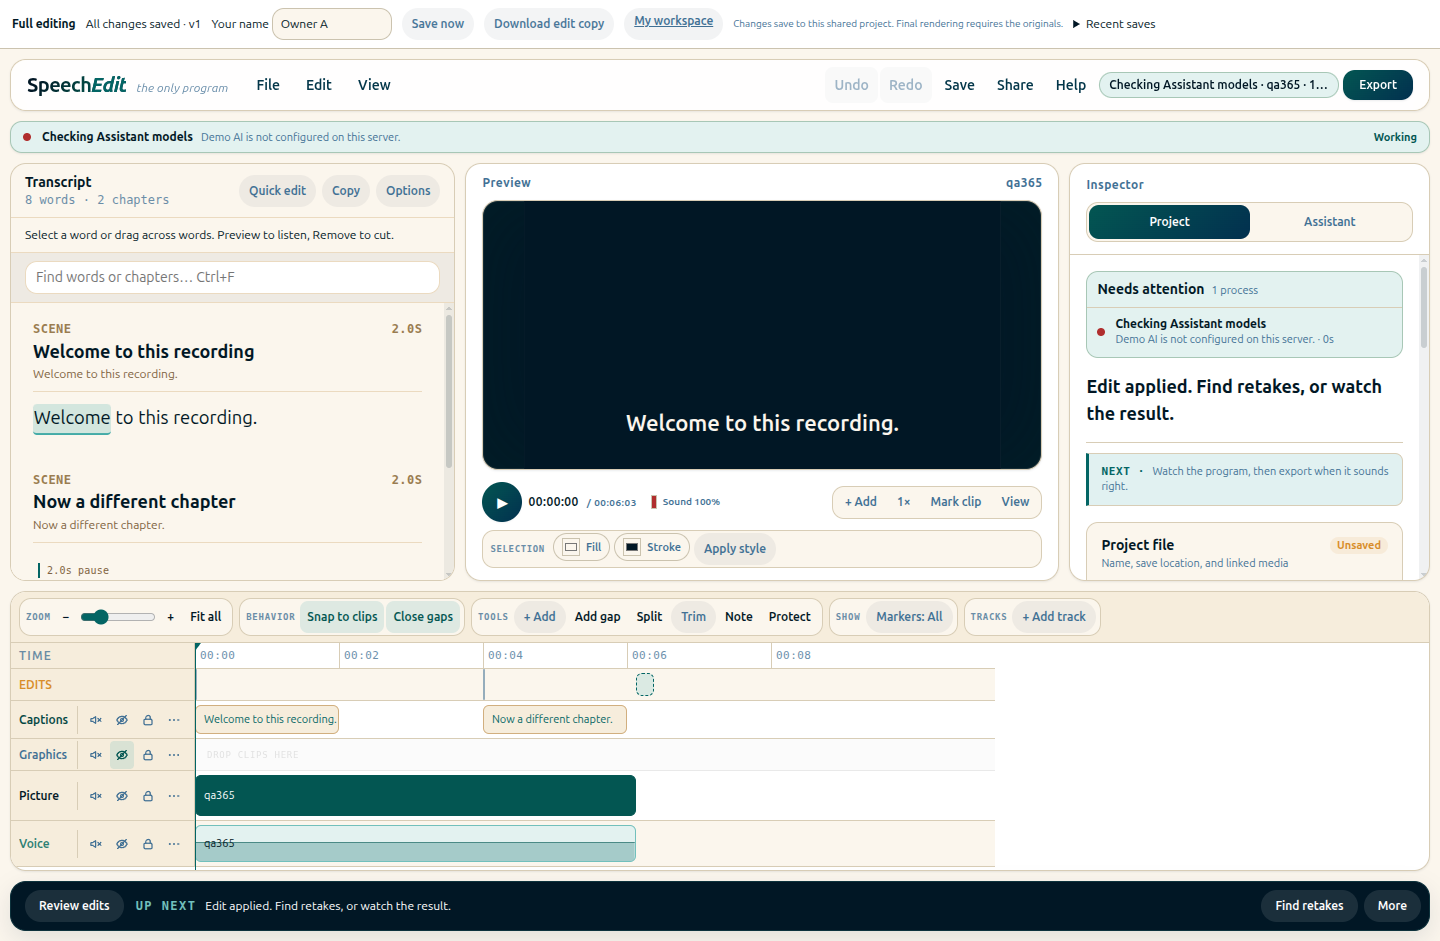 Full editing All changes saved · v1 Your name Owner A Save now Download edit copy My workspace Changes save to this shared project. Final rendering requires the originals. ▶ Recent saves
SpeechEdit the only program File Edit View Undo Redo Save Share Help Checking Assistant models · qa365 · 1… Export
Checking Assistant models Demo AI is not configured on this server. Working
Transcript
8 words · 2 chapters
Quick edit Copy Options
Select a word or drag across words. Preview to listen, Remove to cut.
Find words or chapters… Ctrl+F
SCENE 2.0S
Welcome to this recording
Welcome to this recording.
Welcome to this recording.
SCENE 2.0S
Now a different chapter
Now a different chapter.
2.0s pause
Preview qa365
Welcome to this recording.
00:00:00 / 00:06:03 Sound 100% + Add 1× Mark clip View
SELECTION Fill Stroke Apply style
Inspector
Project Assistant
Needs attention 1 process
Checking Assistant models
Demo AI is not configured on this server. · 0s
Edit applied. Find retakes, or watch
the result.
NEXT · Watch the program, then export when it sounds
right.
Project file Unsaved
Name, save location, and linked media
ZOOM − + Fit all BEHAVIOR Snap to clips Close gaps TOOLS + Add Add gap Split Trim Note Protect SHOW Markers: All TRACKS + Add track
TIME 00:00 00:02 00:04 00:06 00:08
EDITS
Captions Welcome to this recording. Now a different chapter.
Graphics DROP CLIPS HERE
Picture qa365
Voice qa365
Review edits UP NEXT Edit applied. Find retakes, or watch the result. Find retakes More